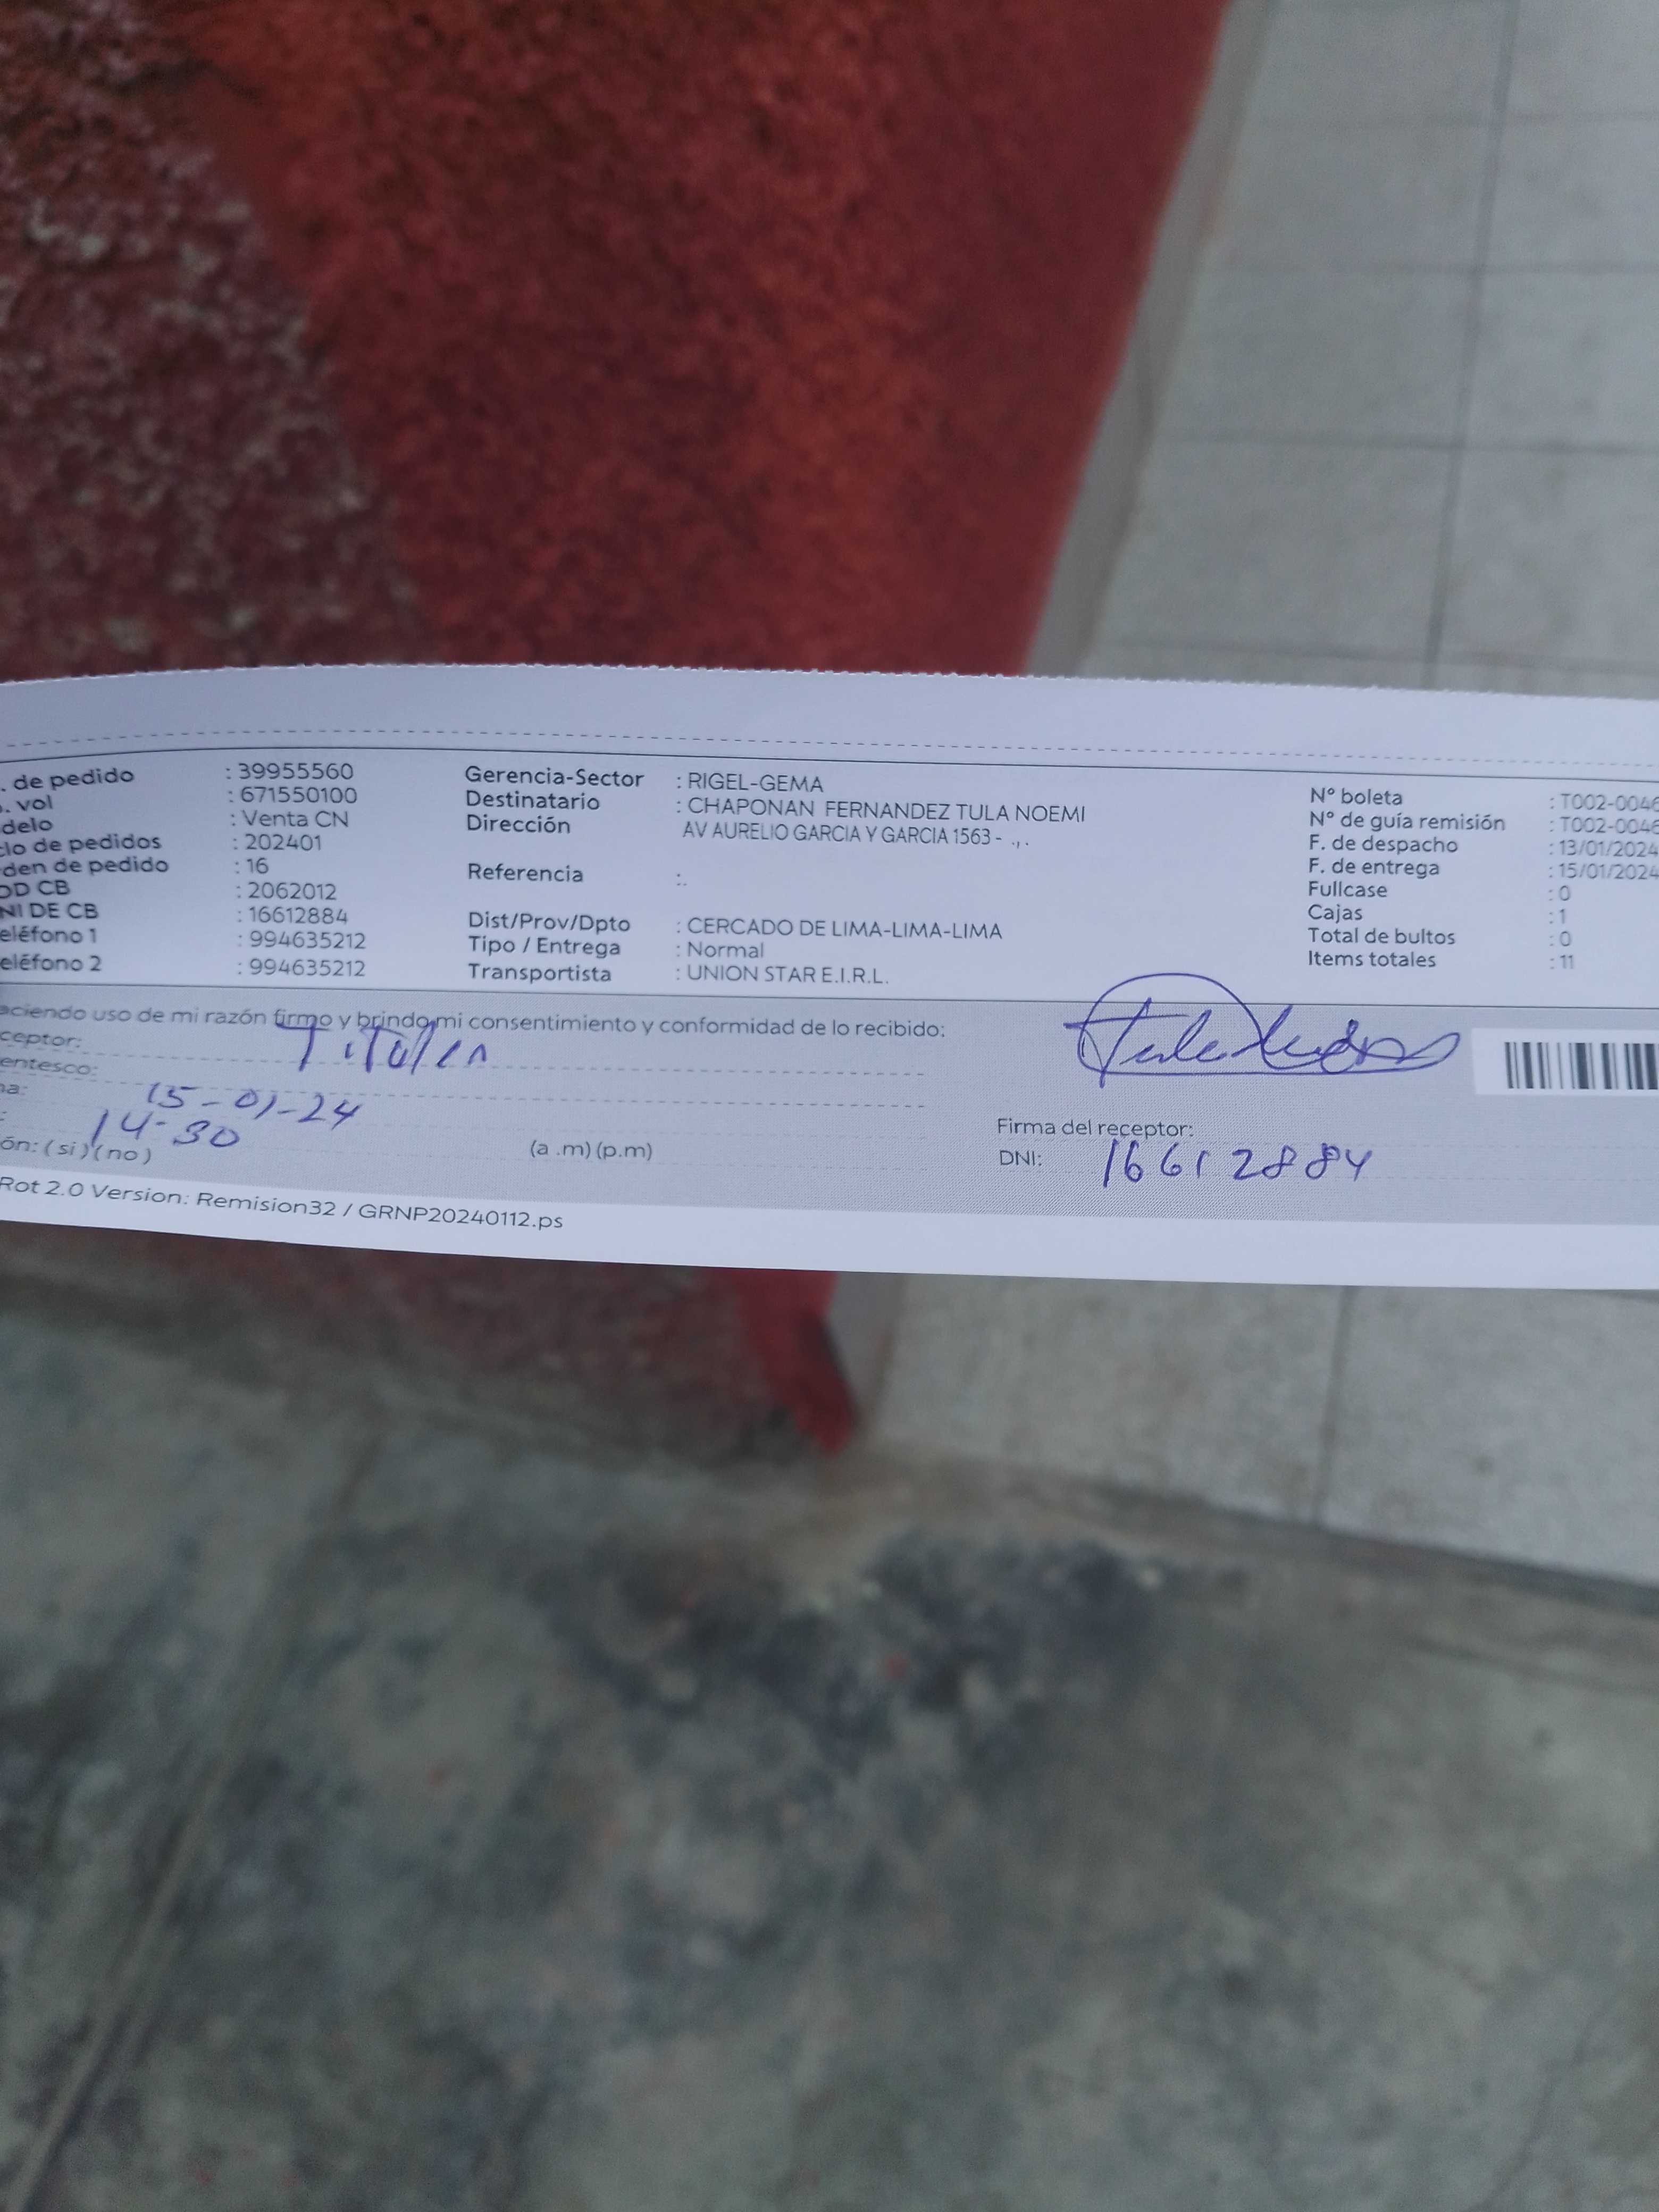 . de pedido : 39955560 Gerencia-Sector : RIGEL-GEMA Nº boleta : T002-0046
. vol : 671550100 Destinatario : CHAPONAN FERNANDEZ TULA NOEMI Nº de guía remisión : T002-0046
delo : Venta CN Dirección AV AURELIO GARCIA Y GARCIA 1563 - ., . F. de despacho : 13/01/2024
lo de pedidos : 202401 F. de entrega : 15/01/2024
den de pedido : 16 Referencia :. Fullcase : 0
OD CB : 2062012 Cajas : 1
NI DE CB : 16612884 Dist/Prov/Dpto : CERCADO DE LIMA-LIMA-LIMA Total de bultos : 0
eléfono 1 : 994635212 Tipo / Entrega : Normal Items totales : 11
eléfono 2 : 994635212 Transportista : UNION STAR E.I.R.L.
aciendo uso de mi razón firmo y brindo mi consentimiento y conformidad de lo recibido:
ceptor: Titular
entesco:
na: 15-01-24
: 14-30 (a .m) (p.m)
ón: ( si ) ( no )
Firma del receptor:
DNI: 16612884
Rot 2.0 Version: Remision32 / GRNP20240112.ps